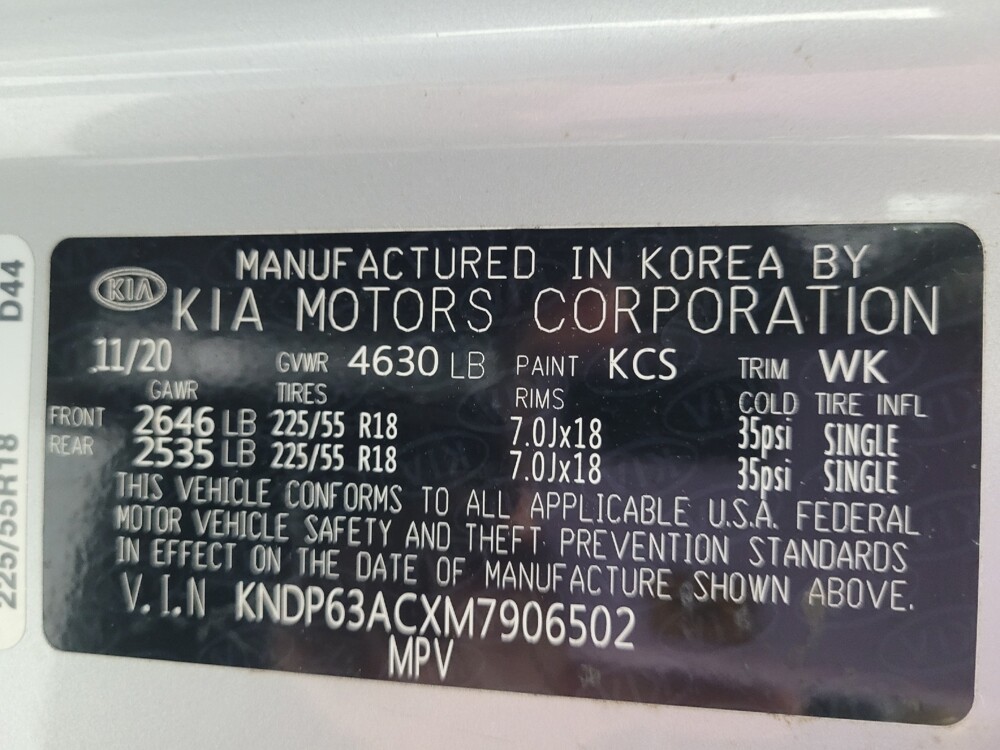 MANUFACTURED IN KOREA BY
KIA
KIA MOTORS CORPORATION
11/20 GVWR 4630 LB PAINT KCS TRIM WK
GAWR TIRES RIMS COLD TIRE INFL
FRONT 2646 LB 225/55 R18 7.0Jx18 35psi SINGLE
REAR 2535 LB 225/55 R18 7.0Jx18 35psi SINGLE
THIS VEHICLE CONFORMS TO ALL APPLICABLE U.S.A. FEDERAL
MOTOR VEHICLE SAFETY AND THEFT PREVENTION STANDARDS
IN EFFECT ON THE DATE OF MANUFACTURE SHOWN ABOVE.
V.I.N KNDP63ACXM7906502
MPV
225/55R18 D44